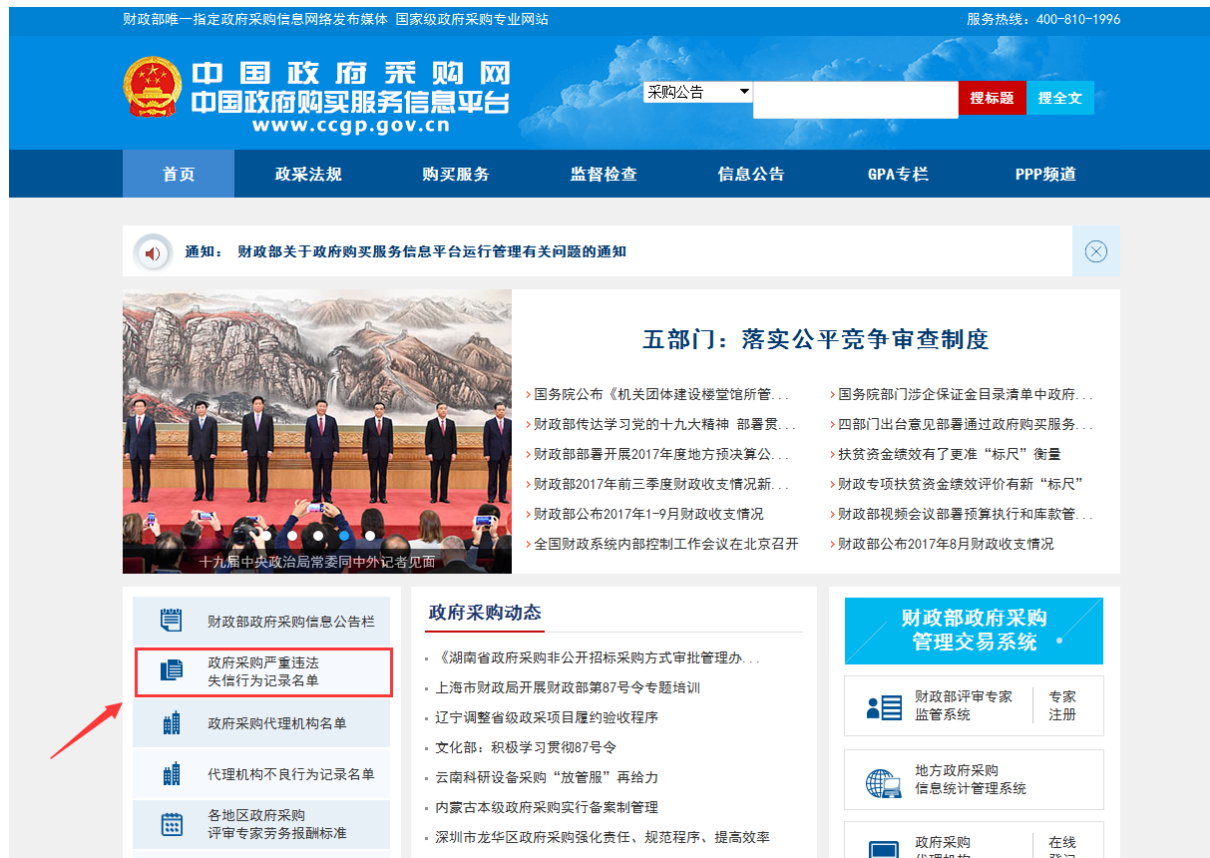 财政部唯一指定政府采购信息网络发布媒体 国家级政府采购专业网站
服务热线：400-810-1996
中国政府采购网
中国政府购买服务信息平台
www.ccgp.gov.cn
采购公告
搜标题
搜全文
首页
政采法规
购买服务
监督检查
信息公告
GPA专栏
PPP频道
通知： 财政部关于政府购买服务信息平台运行管理有关问题的通知
十九届中央政治局常委同中外记者见面
五部门：落实公平竞争审查制度
国务院公布《机关团体建设楼堂馆所管...
财政部传达学习党的十九大精神 部署贯...
财政部部署开展2017年度地方预决算公...
财政部2017年前三季度财政收支情况新...
财政部公布2017年1-9月财政收支情况
全国财政系统内部控制工作会议在北京召开
国务院部门涉企保证金目录清单中政府...
四部门出台意见部署通过政府购买服务...
扶贫资金绩效有了更准“标尺”衡量
财政专项扶贫资金绩效评价有新“标尺”
财政部视频会议部署预算执行和库款管...
财政部公布2017年8月财政收支情况
财政部政府采购信息公告栏
政府采购严重违法
失信行为记录名单
政府采购代理机构名单
代理机构不良行为记录名单
各地区政府采购
评审专家劳务报酬标准
政府采购动态
《湖南省政府采购非公开招标采购方式审批管理办...
上海市财政局开展财政部第87号令专题培训
辽宁调整省级政采项目履约验收程序
文化部：积极学习贯彻87号令
云南科研设备采购“放管服”再给力
内蒙古本级政府采购实行备案制管理
深圳市龙华区政府采购强化责任、规范程序、提高效率
财政部政府采购
管理交易系统
财政部评审专家
监管系统
专家
注册
地方政府采购
信息统计管理系统
政府采购
在线